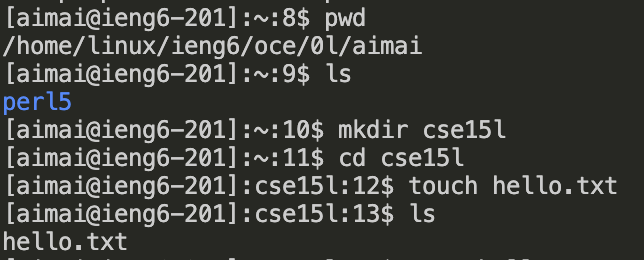 [aimai@ieng6-201]:~:8$ pwd
/home/linux/ieng6/oce/0l/aimai
[aimai@ieng6-201]:~:9$ ls
perl5
[aimai@ieng6-201]:~:10$ mkdir cse15l
[aimai@ieng6-201]:~:11$ cd cse15l
[aimai@ieng6-201]:cse15l:12$ touch hello.txt
[aimai@ieng6-201]:cse15l:13$ ls
hello.txt